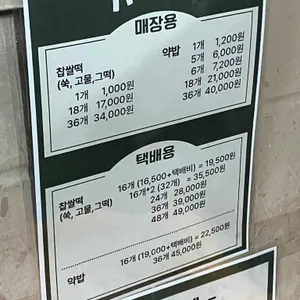 매장용
찹쌀떡
(쑥, 고물,그떡)
1개 1,000원
18개 17,000원
36개 34,000원
약밥 1개 1,200원
5개 6,000원
6개 7,200원
18개 21,000원
36개 40,000원
택배용
찹쌀떡
(쑥, 고물,그떡)
16개 (16,500+택배비) = 19,500원
16개*2 (32개) = 35,500원
24개 28,000원
36개 39,000원
48개 49,000원
약밥
16개 (19,000+택배비) = 22,500원
36개 45,000원